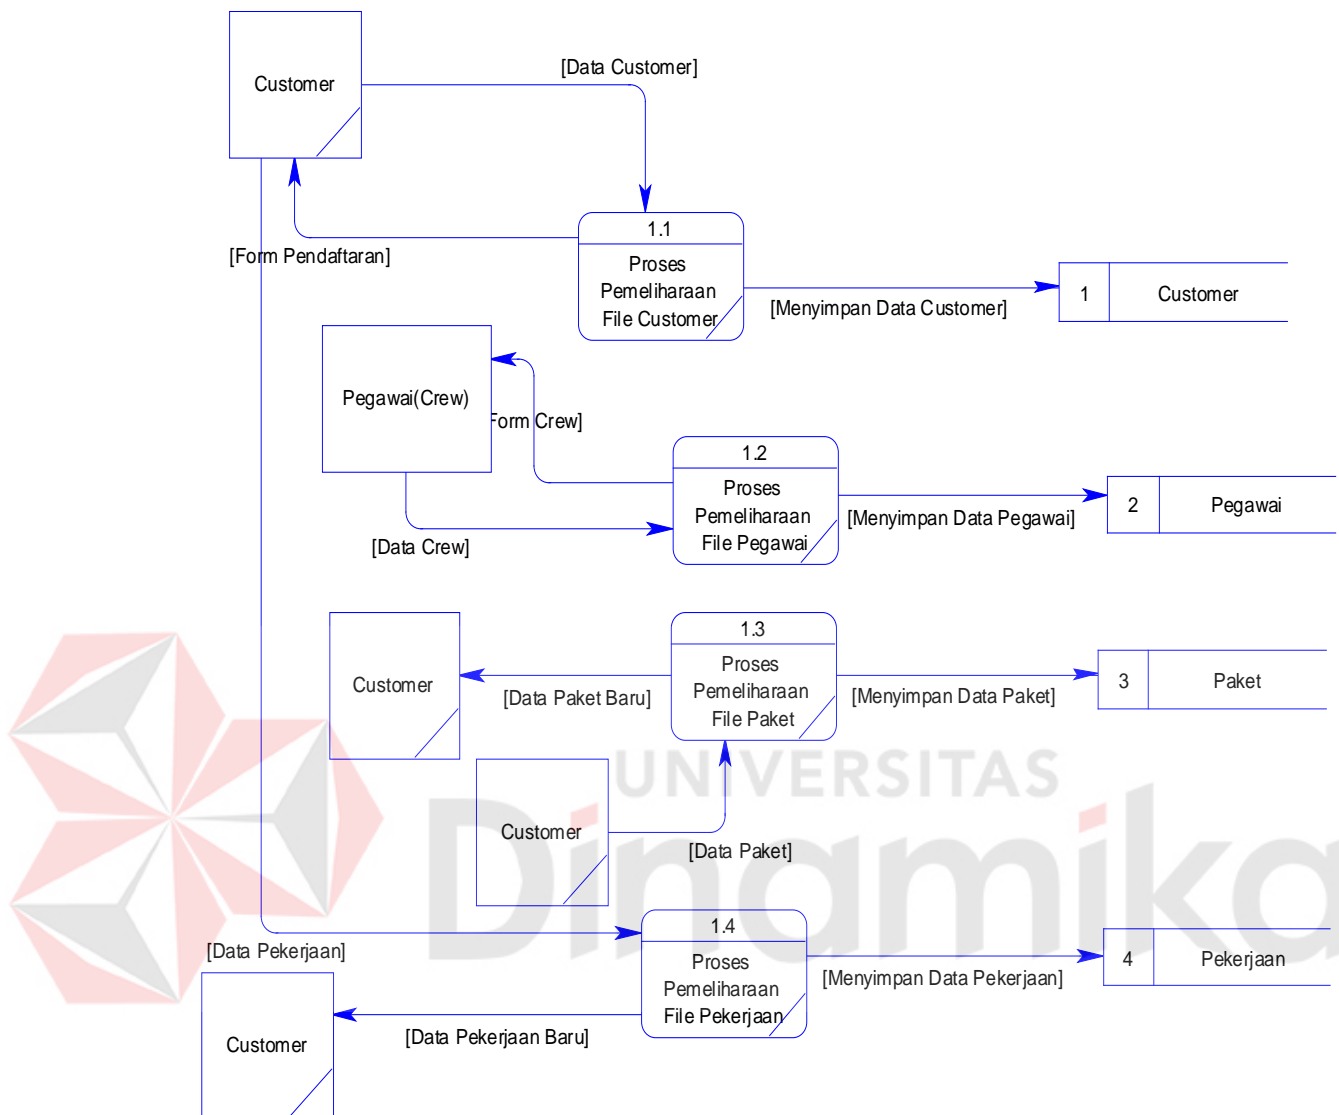 Customer
[Data Customer]
[Form Pendaftaran]
1.1
Proses
Pemeliharaan
File Customer
[Menyimpan Data Customer]
1 Customer
Pegawai(Crew)
Form Crew]
[Data Crew]
1.2
Proses
Pemeliharaan
File Pegawai
[Menyimpan Data Pegawai]
2 Pegawai
Customer
[Data Paket Baru]
1.3
Proses
Pemeliharaan
File Paket
[Menyimpan Data Paket]
3 Paket
Customer
[Data Paket]
UNIVERSITAS
Dinamika
[Data Pekerjaan]
1.4
Proses
Pemeliharaan
File Pekerjaan
[Menyimpan Data Pekerjaan]
4 Pekerjaan
Customer
[Data Pekerjaan Baru]